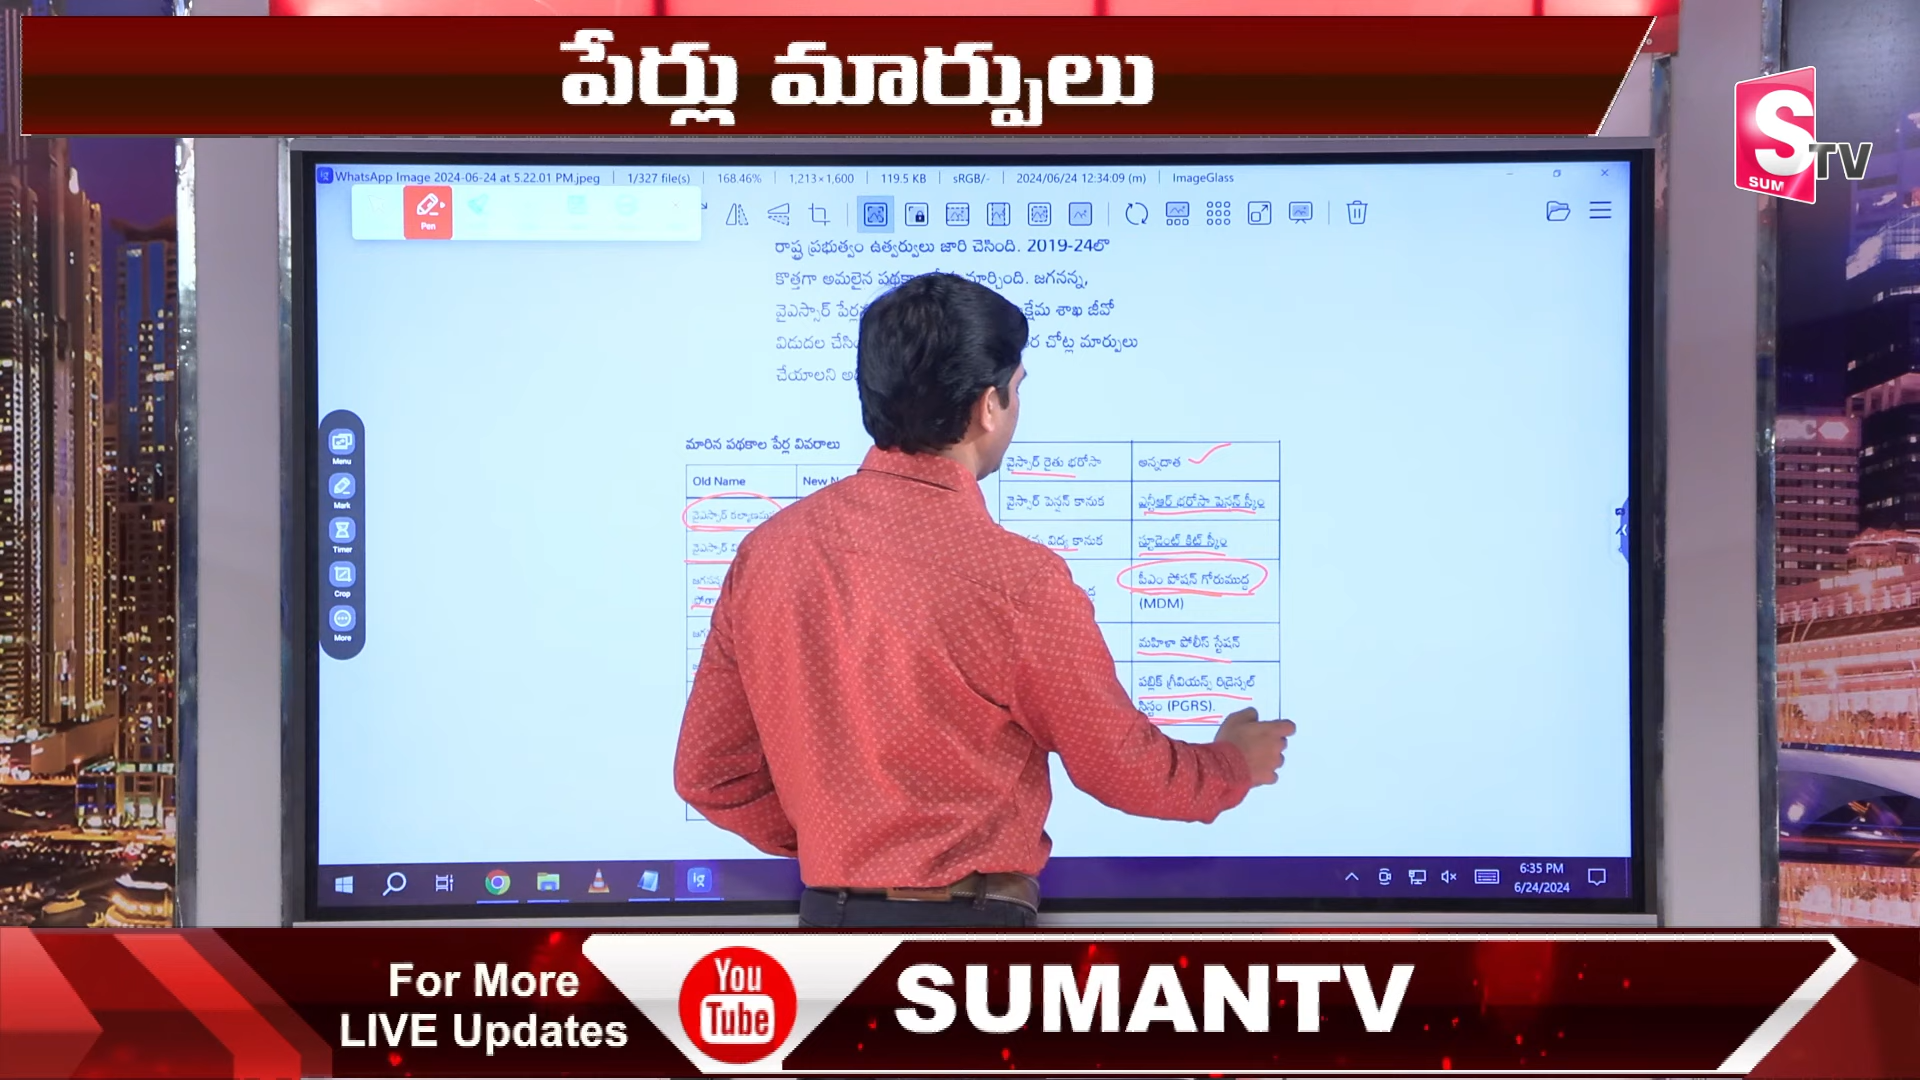 పేర్లు మార్పులు
S
SUM
TV
WhatsApp Image 2024-06-24 at 5.22.01 PM.jpeg | 1/327 file(s) | 168.46% | 1,213×1,600 | 119.5 KB | sRGB/- | 2024/06/24 12:34:09 (m) | ImageGlass
Pen
రాష్ట్ర ప్రభుత్వం ఉత్తర్వులు జారీ చేసింది. 2019-24లో
కొత్తగా అమలైన మార్చింది. జగనన్న,
వైఎస్సార్ శాఖ జీవో
విడుదల చోట్ల మార్పులు
చేయాలని
Menu
Mark
Timer
Crop
More
మారిన పథకాల పేర్ల వివరాలు
Old Name
New
వైఎస్సార్
వైఎస్సార్
వైస్సార్ రైతు భరోసా
అన్నదాత
వైస్సార్ పెన్షన్ కానుక
ఎన్టీఆర్ భరోసా పెన్షన్ స్కీం
విద్య కానుక
స్టూడెంట్ కిట్ స్కీం
పీఎం పోషన్ గోరుముద్ద
(MDM)
మహిళా పోలీస్ స్టేషన్
పబ్లిక్ గ్రీవియన్స్ రిడ్రెస్సల్
సిస్టం (PGRS).
6:35 PM
6/24/2024
For More
LIVE Updates
You
Tube
SUMANTV